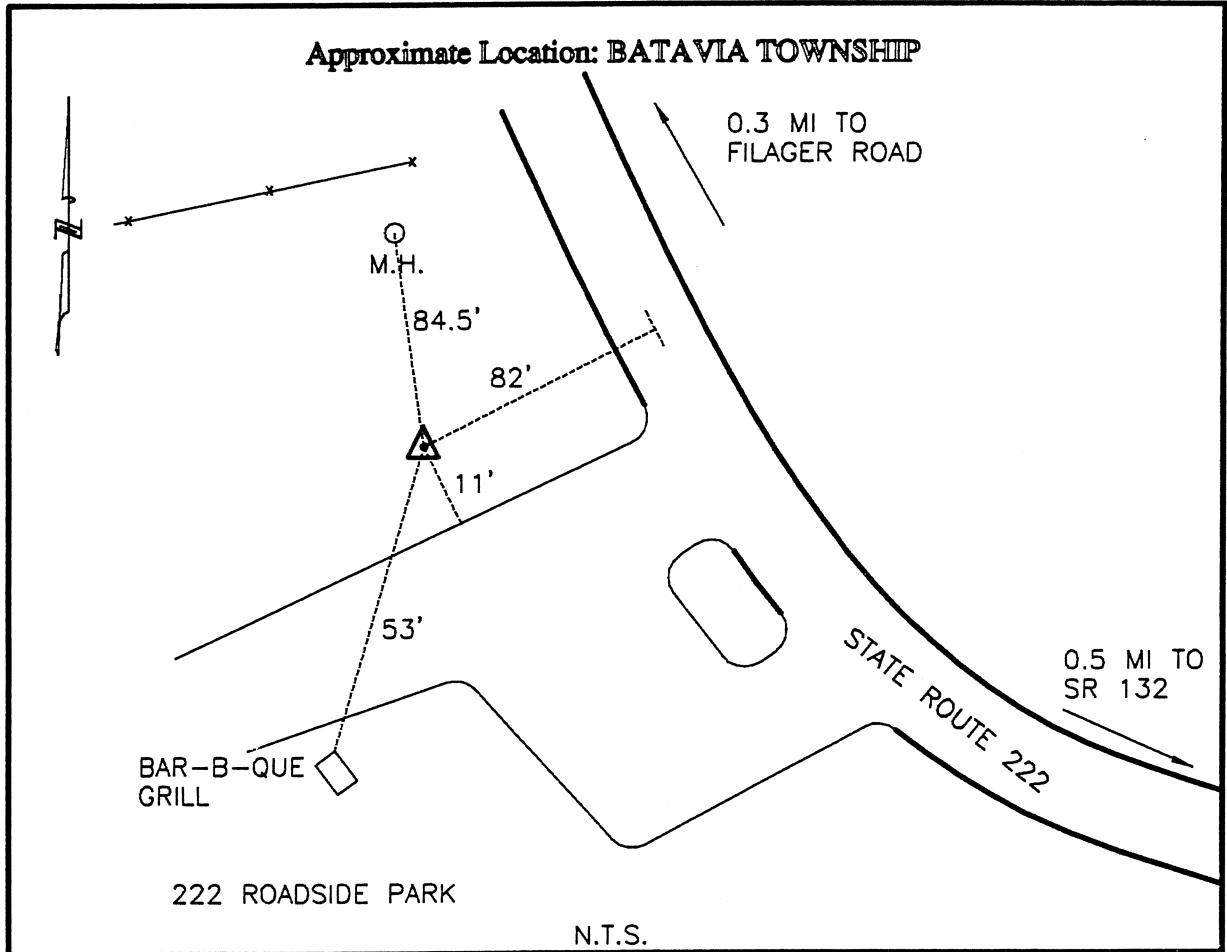 Approximate Location: BATAVIA TOWNSHIP
0.3 MI TO
FILAGER ROAD
N
M.H.
84.5'
82'
11'
53'
STATE ROUTE 222
0.5 MI TO
SR 132
BAR-B-QUE
GRILL
222 ROADSIDE PARK
N.T.S.